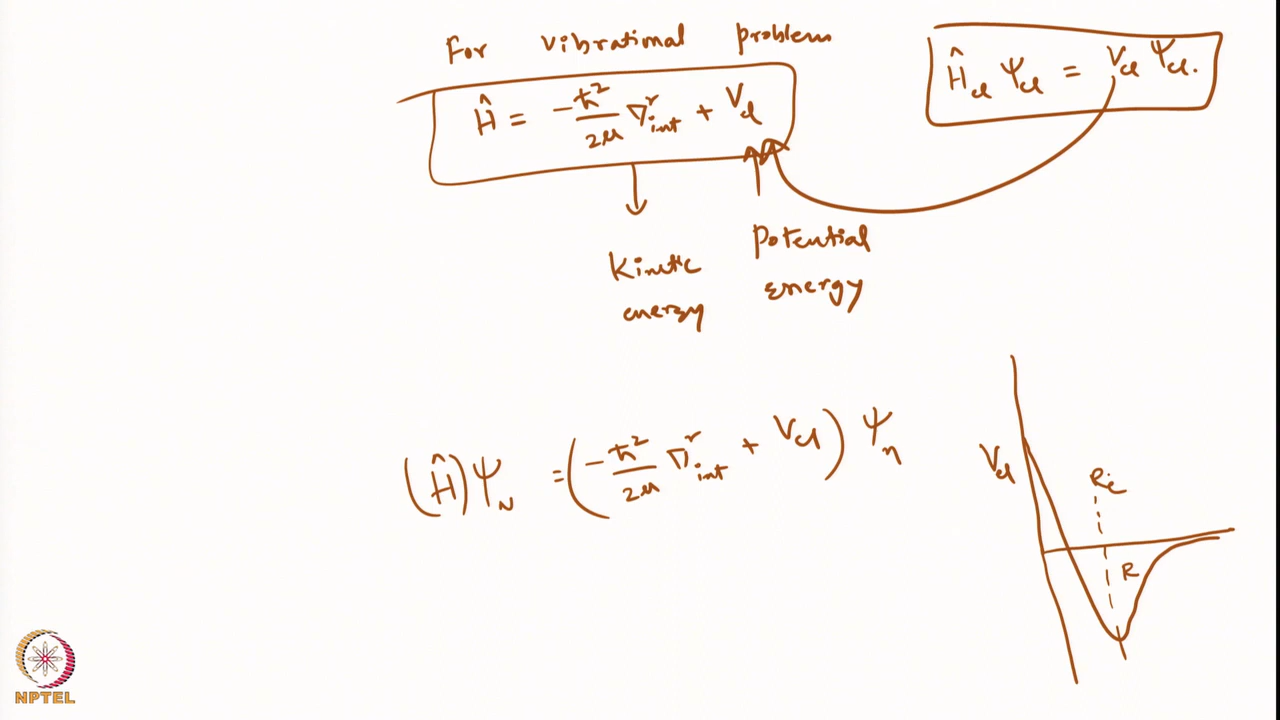 For vibrational problem
Ĥ = -ħ²/2μ ∇²int + Vel
Ĥel Ψel = Vel Ψel.
Kinetic energy
Potential energy
(Ĥ)ΨN = (-ħ²/2μ ∇²int + Vel) Ψn
Vel
Re
R
NPTEL